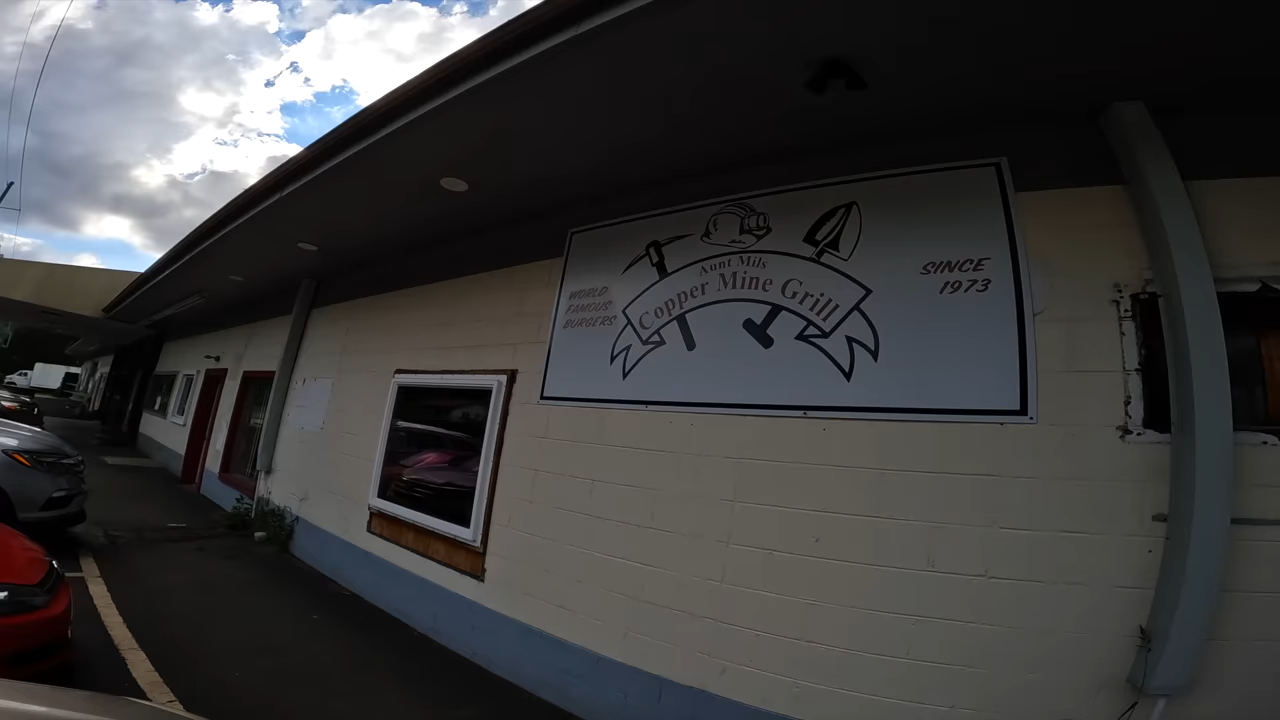 WORLD
FAMOUS
BURGERS
Aunt Mils
Copper Mine Grill
SINCE
1973